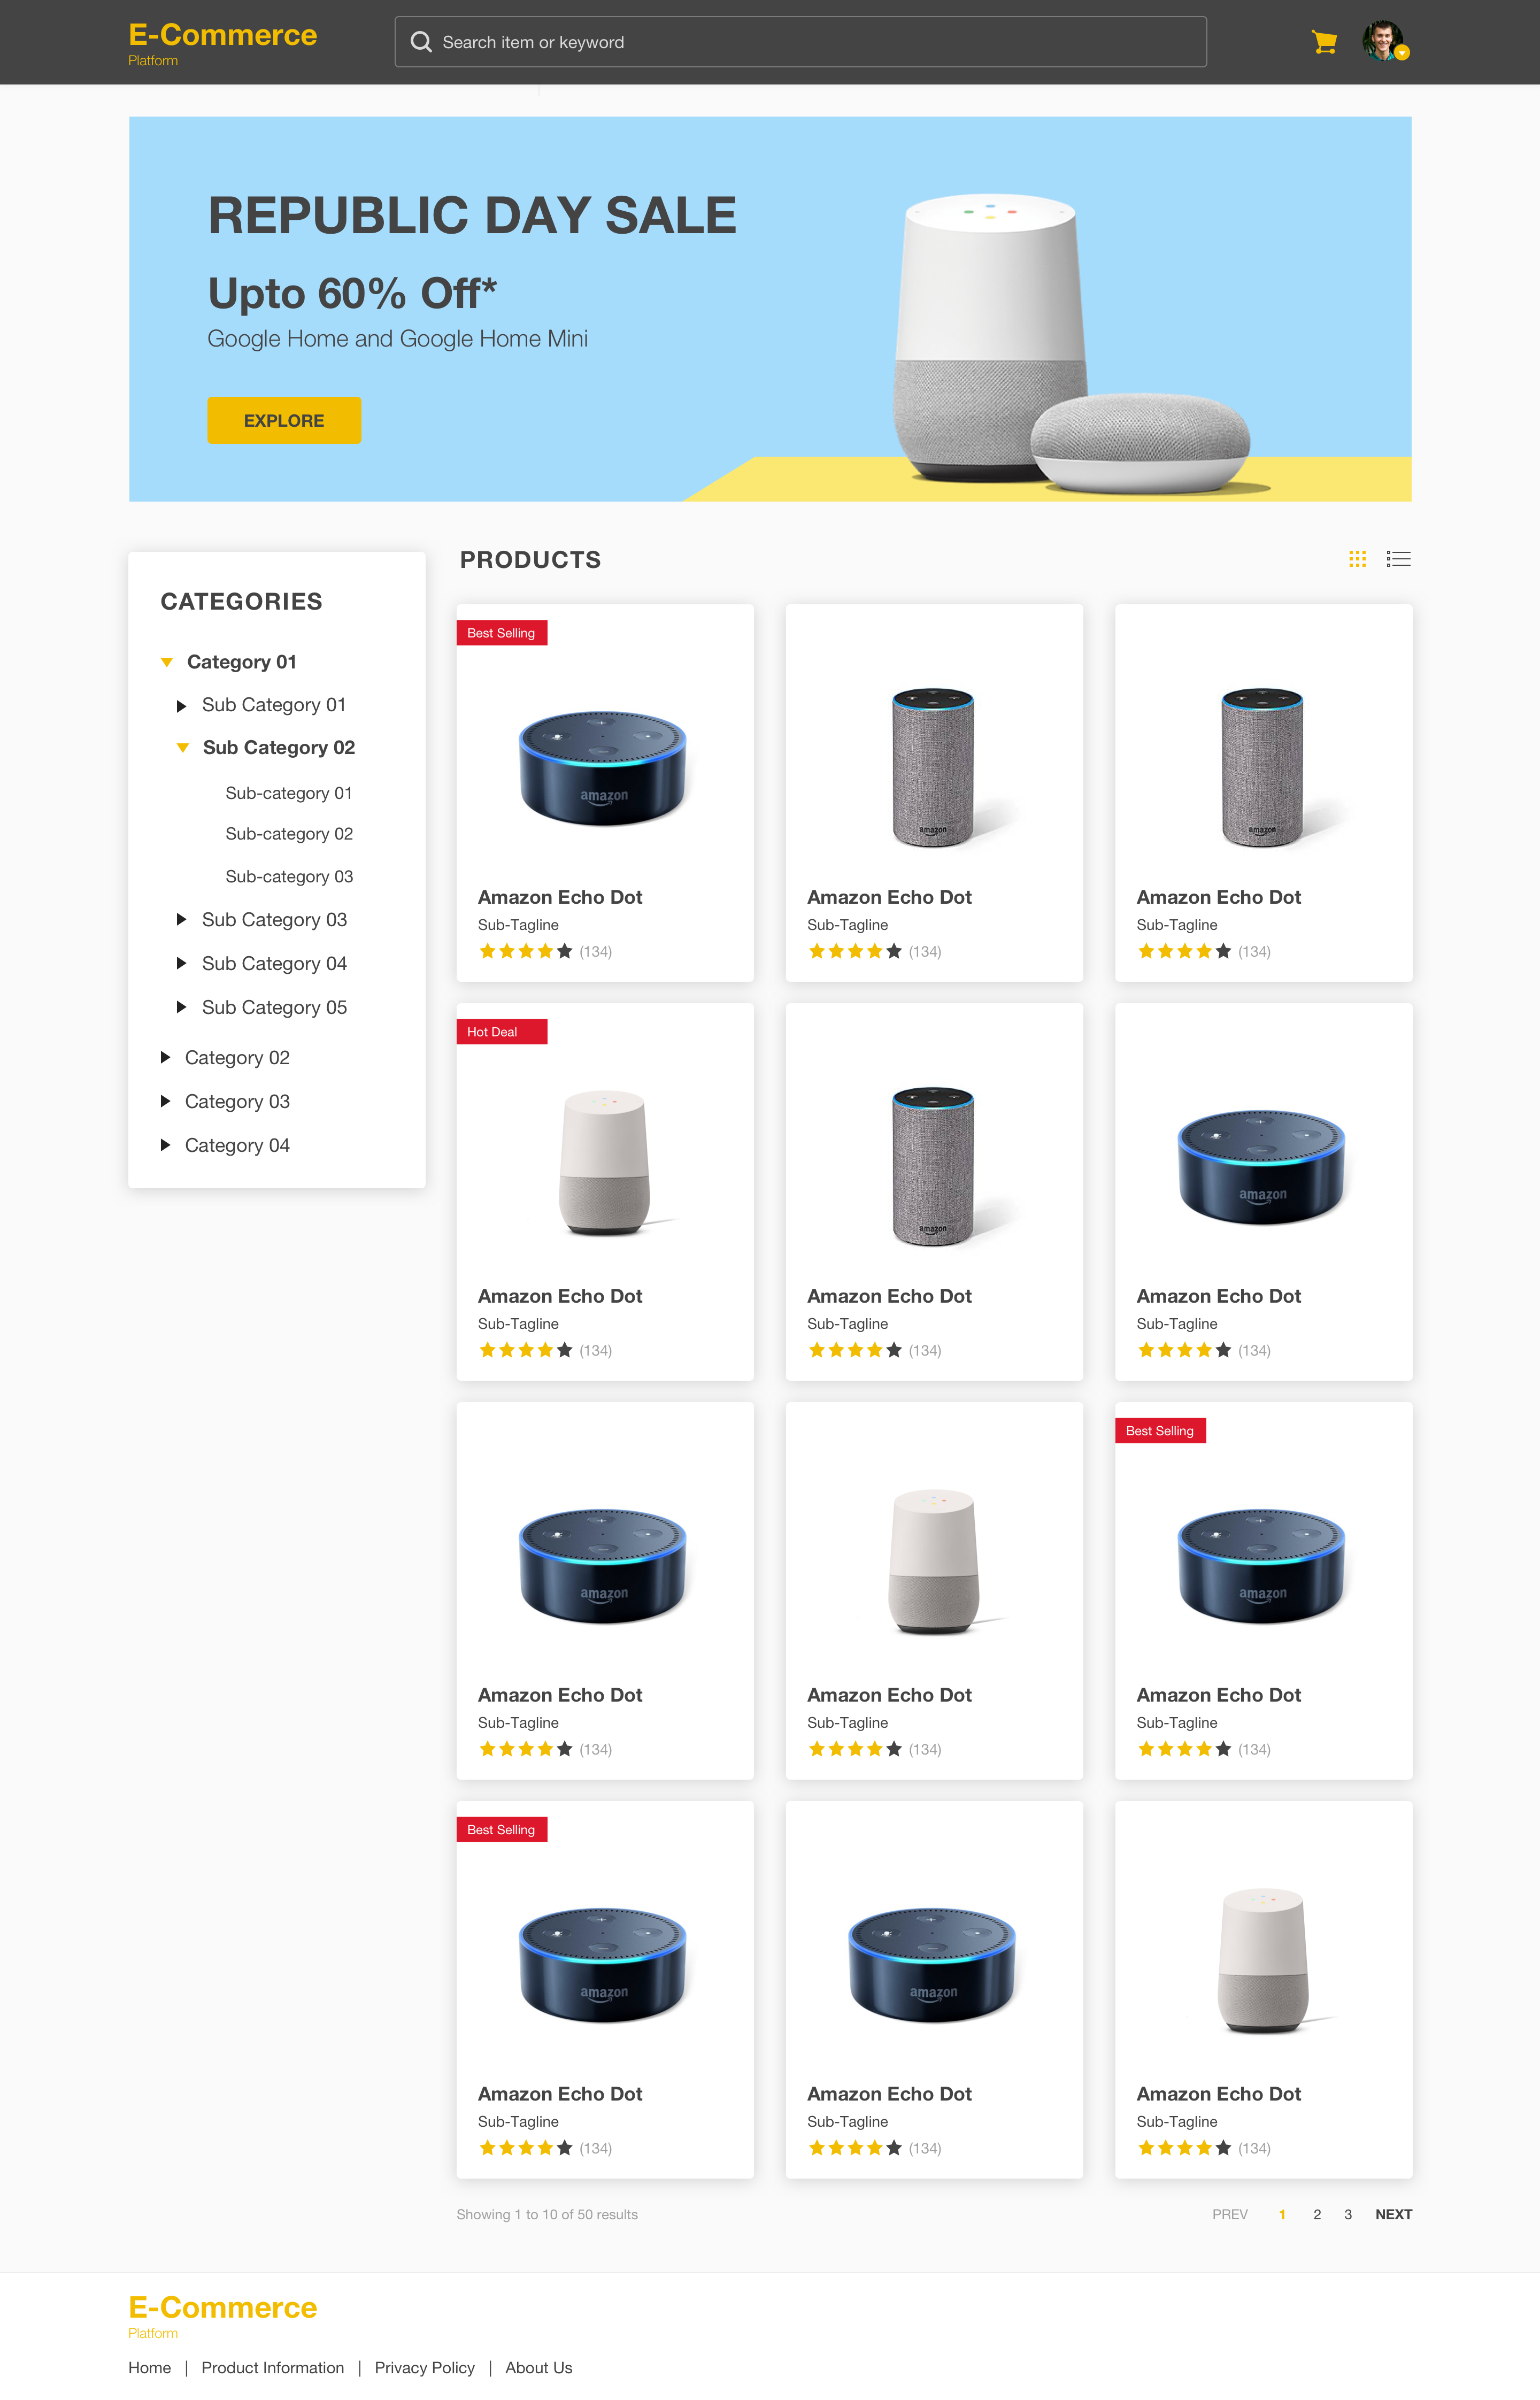 E-Commerce
Platform
Search item or keyword
REPUBLIC DAY SALE
Upto 60% Off*
Google Home and Google Home Mini
EXPLORE
CATEGORIES
Category 01
Sub Category 01
Sub Category 02
Sub-category 01
Sub-category 02
Sub-category 03
Sub Category 03
Sub Category 04
Sub Category 05
Category 02
Category 03
Category 04
PRODUCTS
Best Selling
amazon
amazon
amazon
Amazon Echo Dot
Amazon Echo Dot
Amazon Echo Dot
Sub-Tagline
Sub-Tagline
Sub-Tagline
(134)
(134)
(134)
Hot Deal
amazon
amazon
Amazon Echo Dot
Amazon Echo Dot
Amazon Echo Dot
Sub-Tagline
Sub-Tagline
Sub-Tagline
(134)
(134)
(134)
Best Selling
amazon
amazon
Amazon Echo Dot
Amazon Echo Dot
Amazon Echo Dot
Sub-Tagline
Sub-Tagline
Sub-Tagline
(134)
(134)
(134)
Best Selling
amazon
amazon
Amazon Echo Dot
Amazon Echo Dot
Amazon Echo Dot
Sub-Tagline
Sub-Tagline
Sub-Tagline
(134)
(134)
(134)
Showing 1 to 10 of 50 results
PREV 1 2 3 NEXT
E-Commerce
Platform
Home | Product Information | Privacy Policy | About Us